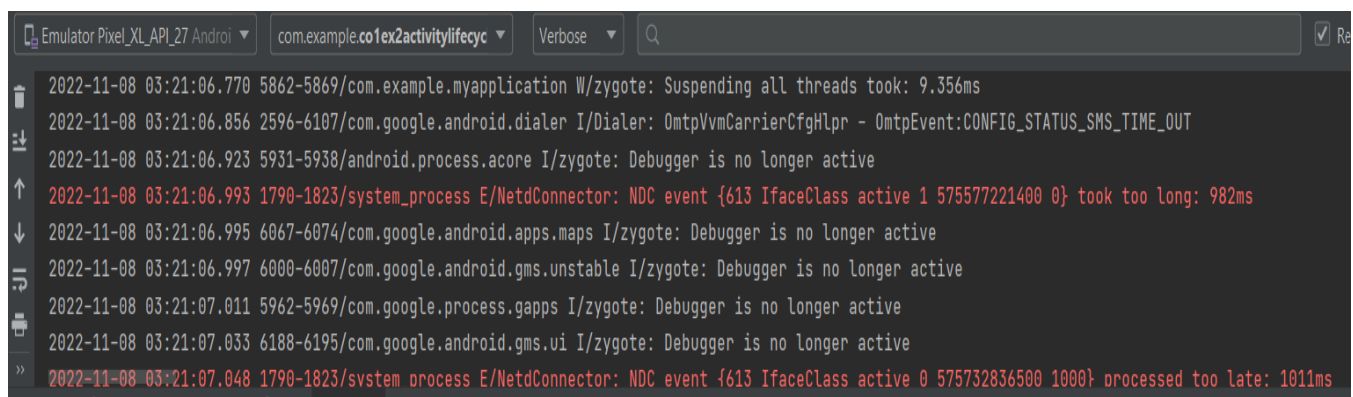 Emulator Pixel_XL_API_27 Androi com.example.co1ex2activitylifecyc Verbose Re
2022-11-08 03:21:06.770 5862-5869/com.example.myapplication W/zygote: Suspending all threads took: 9.356ms
2022-11-08 03:21:06.856 2596-6107/com.google.android.dialer I/Dialer: OmtpVvmCarrierCfgHlpr - OmtpEvent:CONFIG_STATUS_SMS_TIME_OUT
2022-11-08 03:21:06.923 5931-5938/android.process.acore I/zygote: Debugger is no longer active
2022-11-08 03:21:06.993 1790-1823/system_process E/NetdConnector: NDC event {613 IfaceClass active 1 575577221400 0} took too long: 982ms
2022-11-08 03:21:06.995 6067-6074/com.google.android.apps.maps I/zygote: Debugger is no longer active
2022-11-08 03:21:06.997 6000-6007/com.google.android.gms.unstable I/zygote: Debugger is no longer active
2022-11-08 03:21:07.011 5962-5969/com.google.process.gapps I/zygote: Debugger is no longer active
2022-11-08 03:21:07.033 6188-6195/com.google.android.gms.ui I/zygote: Debugger is no longer active
2022-11-08 03:21:07.048 1790-1823/system_process E/NetdConnector: NDC event {613 IfaceClass active 0 575732836500 1000} processed too late: 1011ms